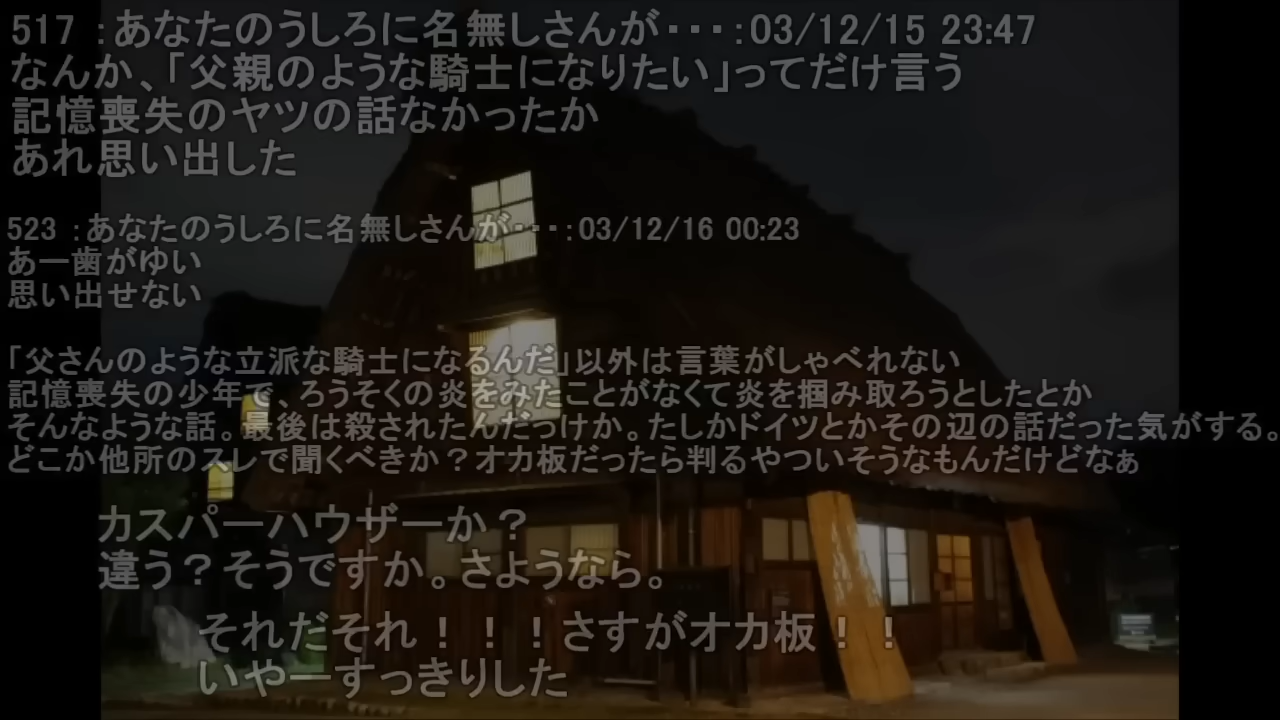 517 :あなたのうしろに名無しさんが・・・:03/12/15 23:47
なんか、「父親のような騎士になりたい」ってだけ言う
記憶喪失のヤツの話なかったか
あれ思い出した
523 :あなたのうしろに名無しさんが・・・:03/12/16 00:23
あー歯がゆい
思い出せない
「父さんのような立派な騎士になるんだ」以外は言葉がしゃべれない
記憶喪失の少年で、ろうそくの炎をみたことがなくて炎を掴み取ろうとしたとか
そんなような話。最後は殺されたんだっけか。たしかドイツとかその辺の話だった気がする。
どこか他所のスレで聞くべきか？オカ板だったら判るやついそうなもんだけどなぁ
カスパーハウザーか？
違う？そうですか。さようなら。
それだそれ！！！さすがオカ板！！
いやーすっきりした